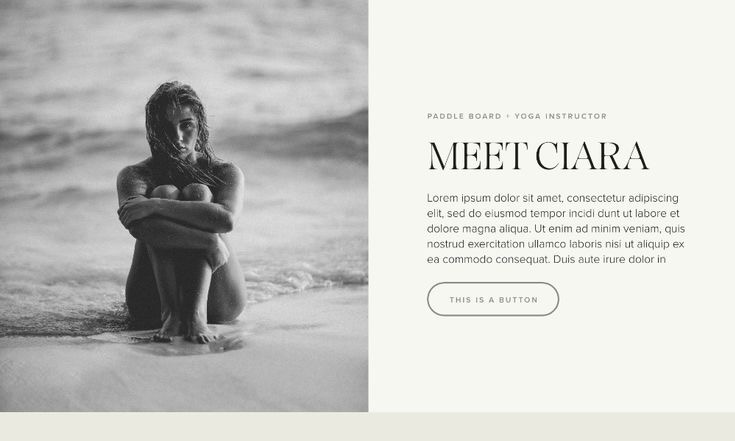 PADDLE BOARD + YOGA INSTRUCTOR
MEET CIARA
Lorem ipsum dolor sit amet, consectetur adipiscing
elit, sed do eiusmod tempor incidi dunt ut labore et
dolore magna aliqua. Ut enim ad minim veniam, quis
nostrud exercitation ullamco laboris nisi ut aliquip ex
ea commodo consequat. Duis aute irure dolor in
THIS IS A BUTTON